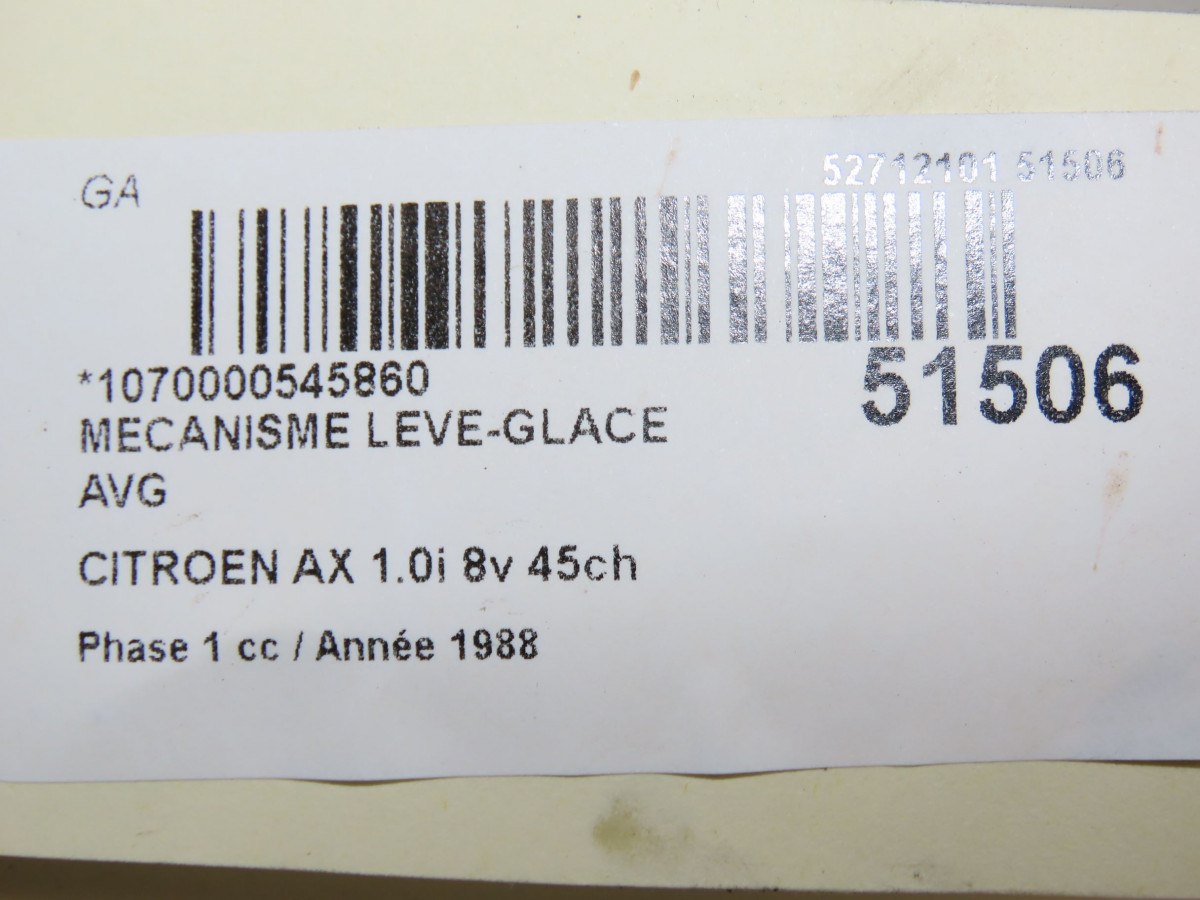 GA
52712101 51506
*1070000545860
51506
MECANISME LEVE-GLACE
AVG
CITROEN AX 1.0i 8v 45ch
Phase 1 cc / Année 1988